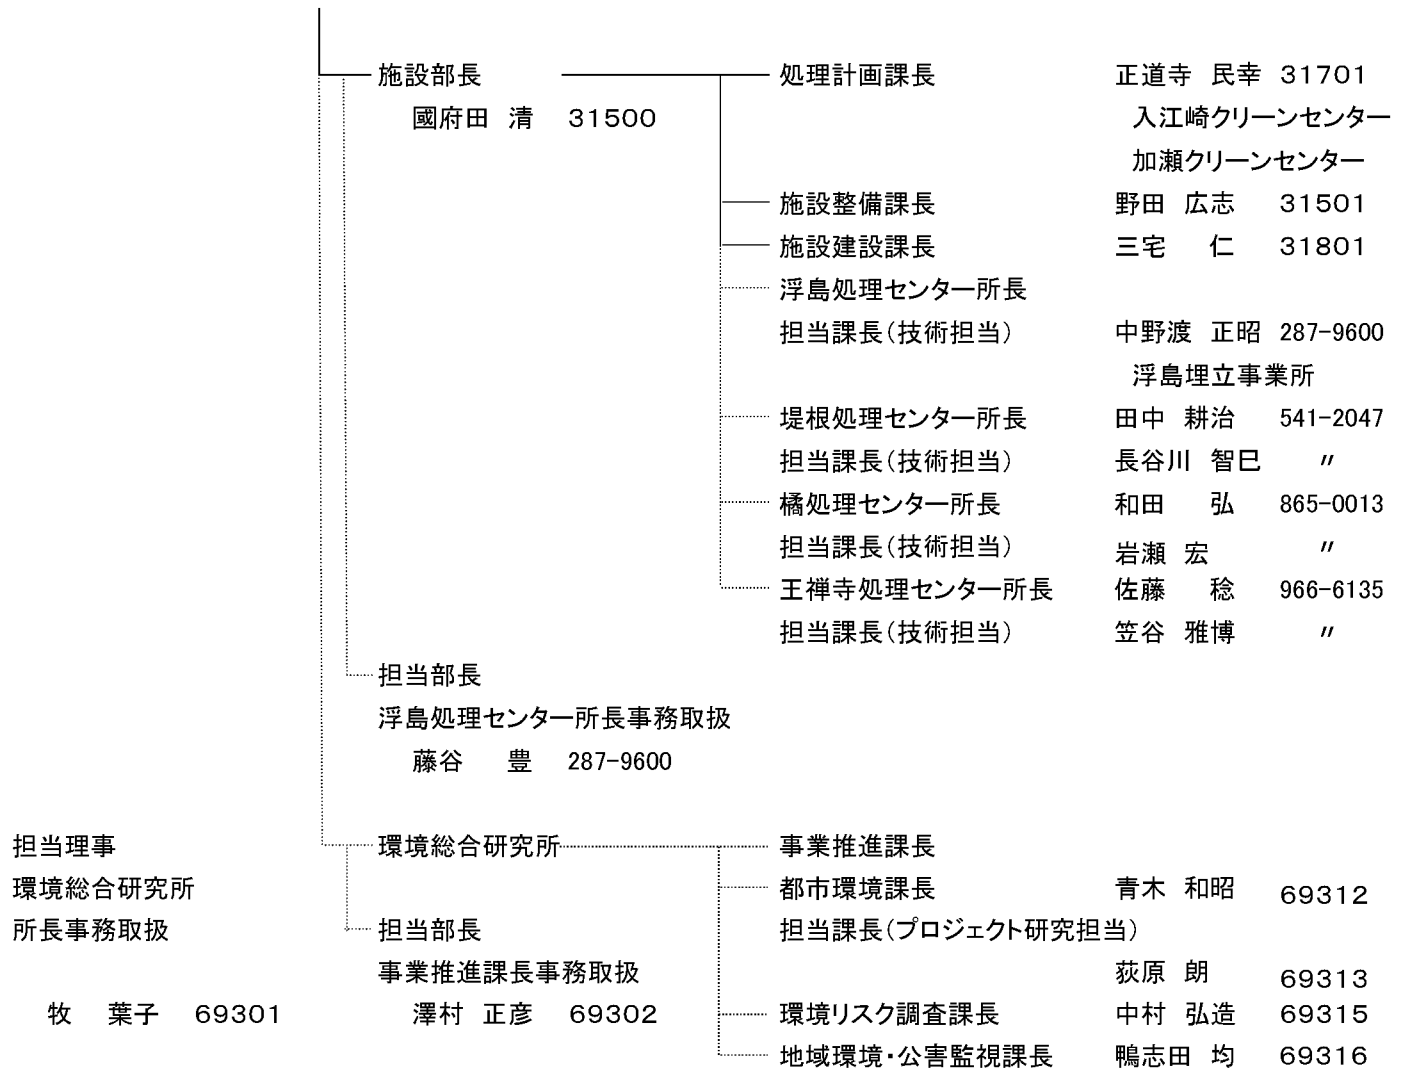 施設部長 処理計画課長 正道寺 民幸 31701
國府田 清 31500 入江崎クリーンセンター
加瀬クリーンセンター
施設整備課長 野田 広志 31501
施設建設課長 三宅 仁 31801
浮島処理センター所長
担当課長（技術担当） 中野渡 正昭 287-9600
浮島埋立事業所
堤根処理センター所長 田中 耕治 541-2047
担当課長（技術担当） 長谷川 智巳 〃
橘処理センター所長 和田 弘 865-0013
担当課長（技術担当） 岩瀬 宏 〃
王禅寺処理センター所長 佐藤 稔 966-6135
担当課長（技術担当） 笠谷 雅博 〃
担当部長
浮島処理センター所長事務取扱
藤谷 豊 287-9600
担当理事 環境総合研究所 事業推進課長
環境総合研究所 都市環境課長 青木 和昭 69312
所長事務取扱 担当部長 担当課長（プロジェクト研究担当）
事業推進課長事務取扱 荻原 朗 69313
牧 葉子 69301 澤村 正彦 69302 環境リスク調査課長 中村 弘造 69315
地域環境・公害監視課長 鴨志田 均 69316